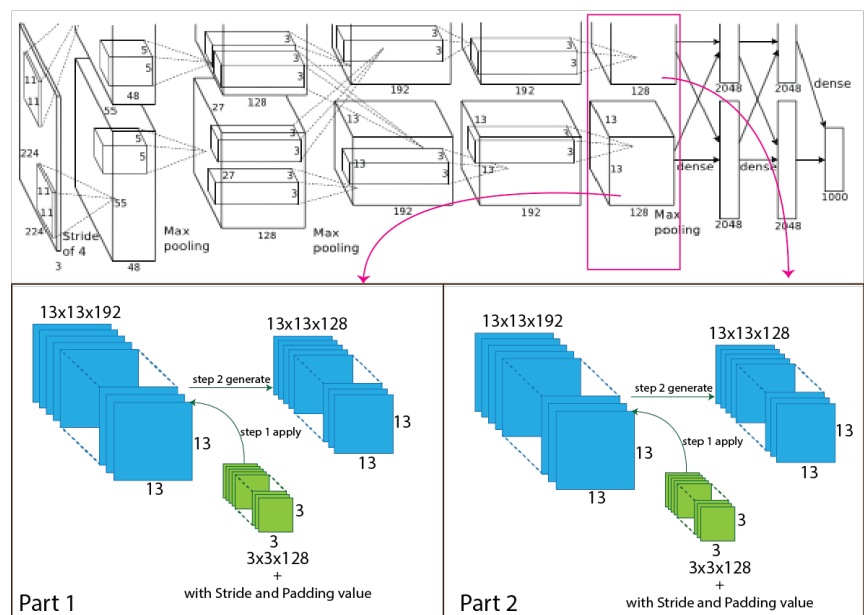 11
11
224
11
11
224
3
Stride
of 4
5
5
48
55
5
5
55
48
Max
pooling
3
3
128
27
3
3
27
3
3
128
Max
pooling
3
3
192
13
13
3
3
192
3
3
192
13
3
3
192
128
13
13
128
Max
pooling
dense
2048
2048
dense
2048
2048
dense
1000
13x13x192
13x13x128
step 2 generate
step 1 apply
13
13
13
13
3
3
3x3x128
+
with Stride and Padding value
Part 1
13x13x192
13x13x128
step 2 generate
step 1 apply
13
13
13
13
3
3
3x3x128
+
with Stride and Padding value
Part 2